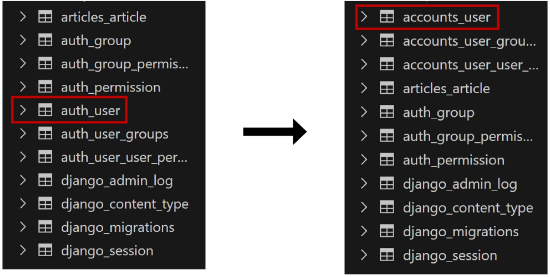 articles_article
auth_group
auth_group_permis...
auth_permission
auth_user
auth_user_groups
auth_user_user_per...
django_admin_log
django_content_type
django_migrations
django_session
accounts_user
accounts_user_grou...
accounts_user_user_...
articles_article
auth_group
auth_group_permis...
auth_permission
django_admin_log
django_content_type
django_migrations
django_session